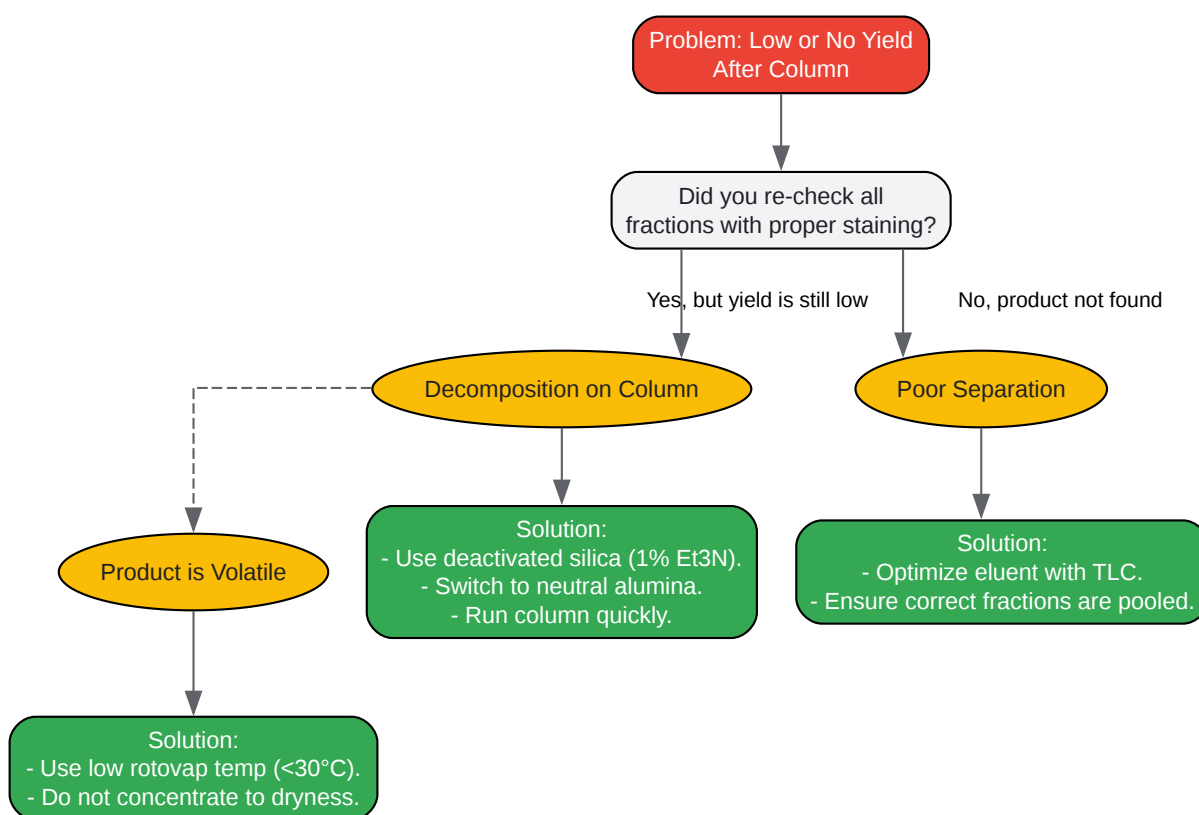 Problem: Low or No Yield
After Column
Did you re-check all
fractions with proper staining?
Yes, but yield is still low
No, product not found
Decomposition on Column
Poor Separation
Solution:
- Use deactivated silica (1% Et3N).
- Switch to neutral alumina.
- Run column quickly.
Solution:
- Optimize eluent with TLC.
- Ensure correct fractions are pooled.
Product is Volatile
Solution:
- Use low rotovap temp (<30°C).
- Do not concentrate to dryness.